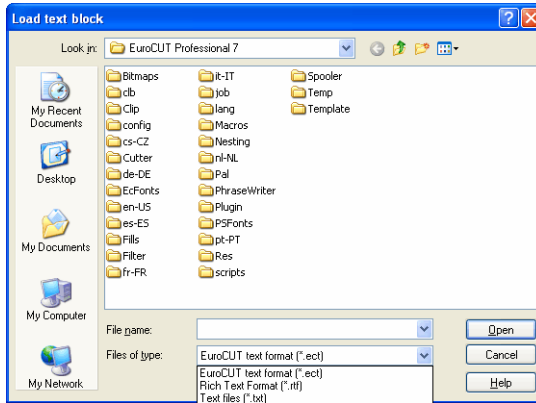 Load text block
Look in:
EuroCUT Professional 7
My Recent
Documents
Desktop
My Documents
My Computer
My Network
Bitmaps
clb
Clip
config
cs-CZ
Cutter
de-DE
EcFonts
en-US
es-ES
Fills
Filter
fr-FR
it-IT
job
lang
Macros
Nesting
nl-NL
Pal
PhraseWriter
Plugin
PSFonts
pt-PT
Res
scripts
Spooler
Temp
Template
File name:
Open
Files of type:
EuroCUT text format (*.ect)
Cancel
EuroCUT text format (*.ect)
Rich Text Format (*.rtf)
Text files (*.txt)
Help